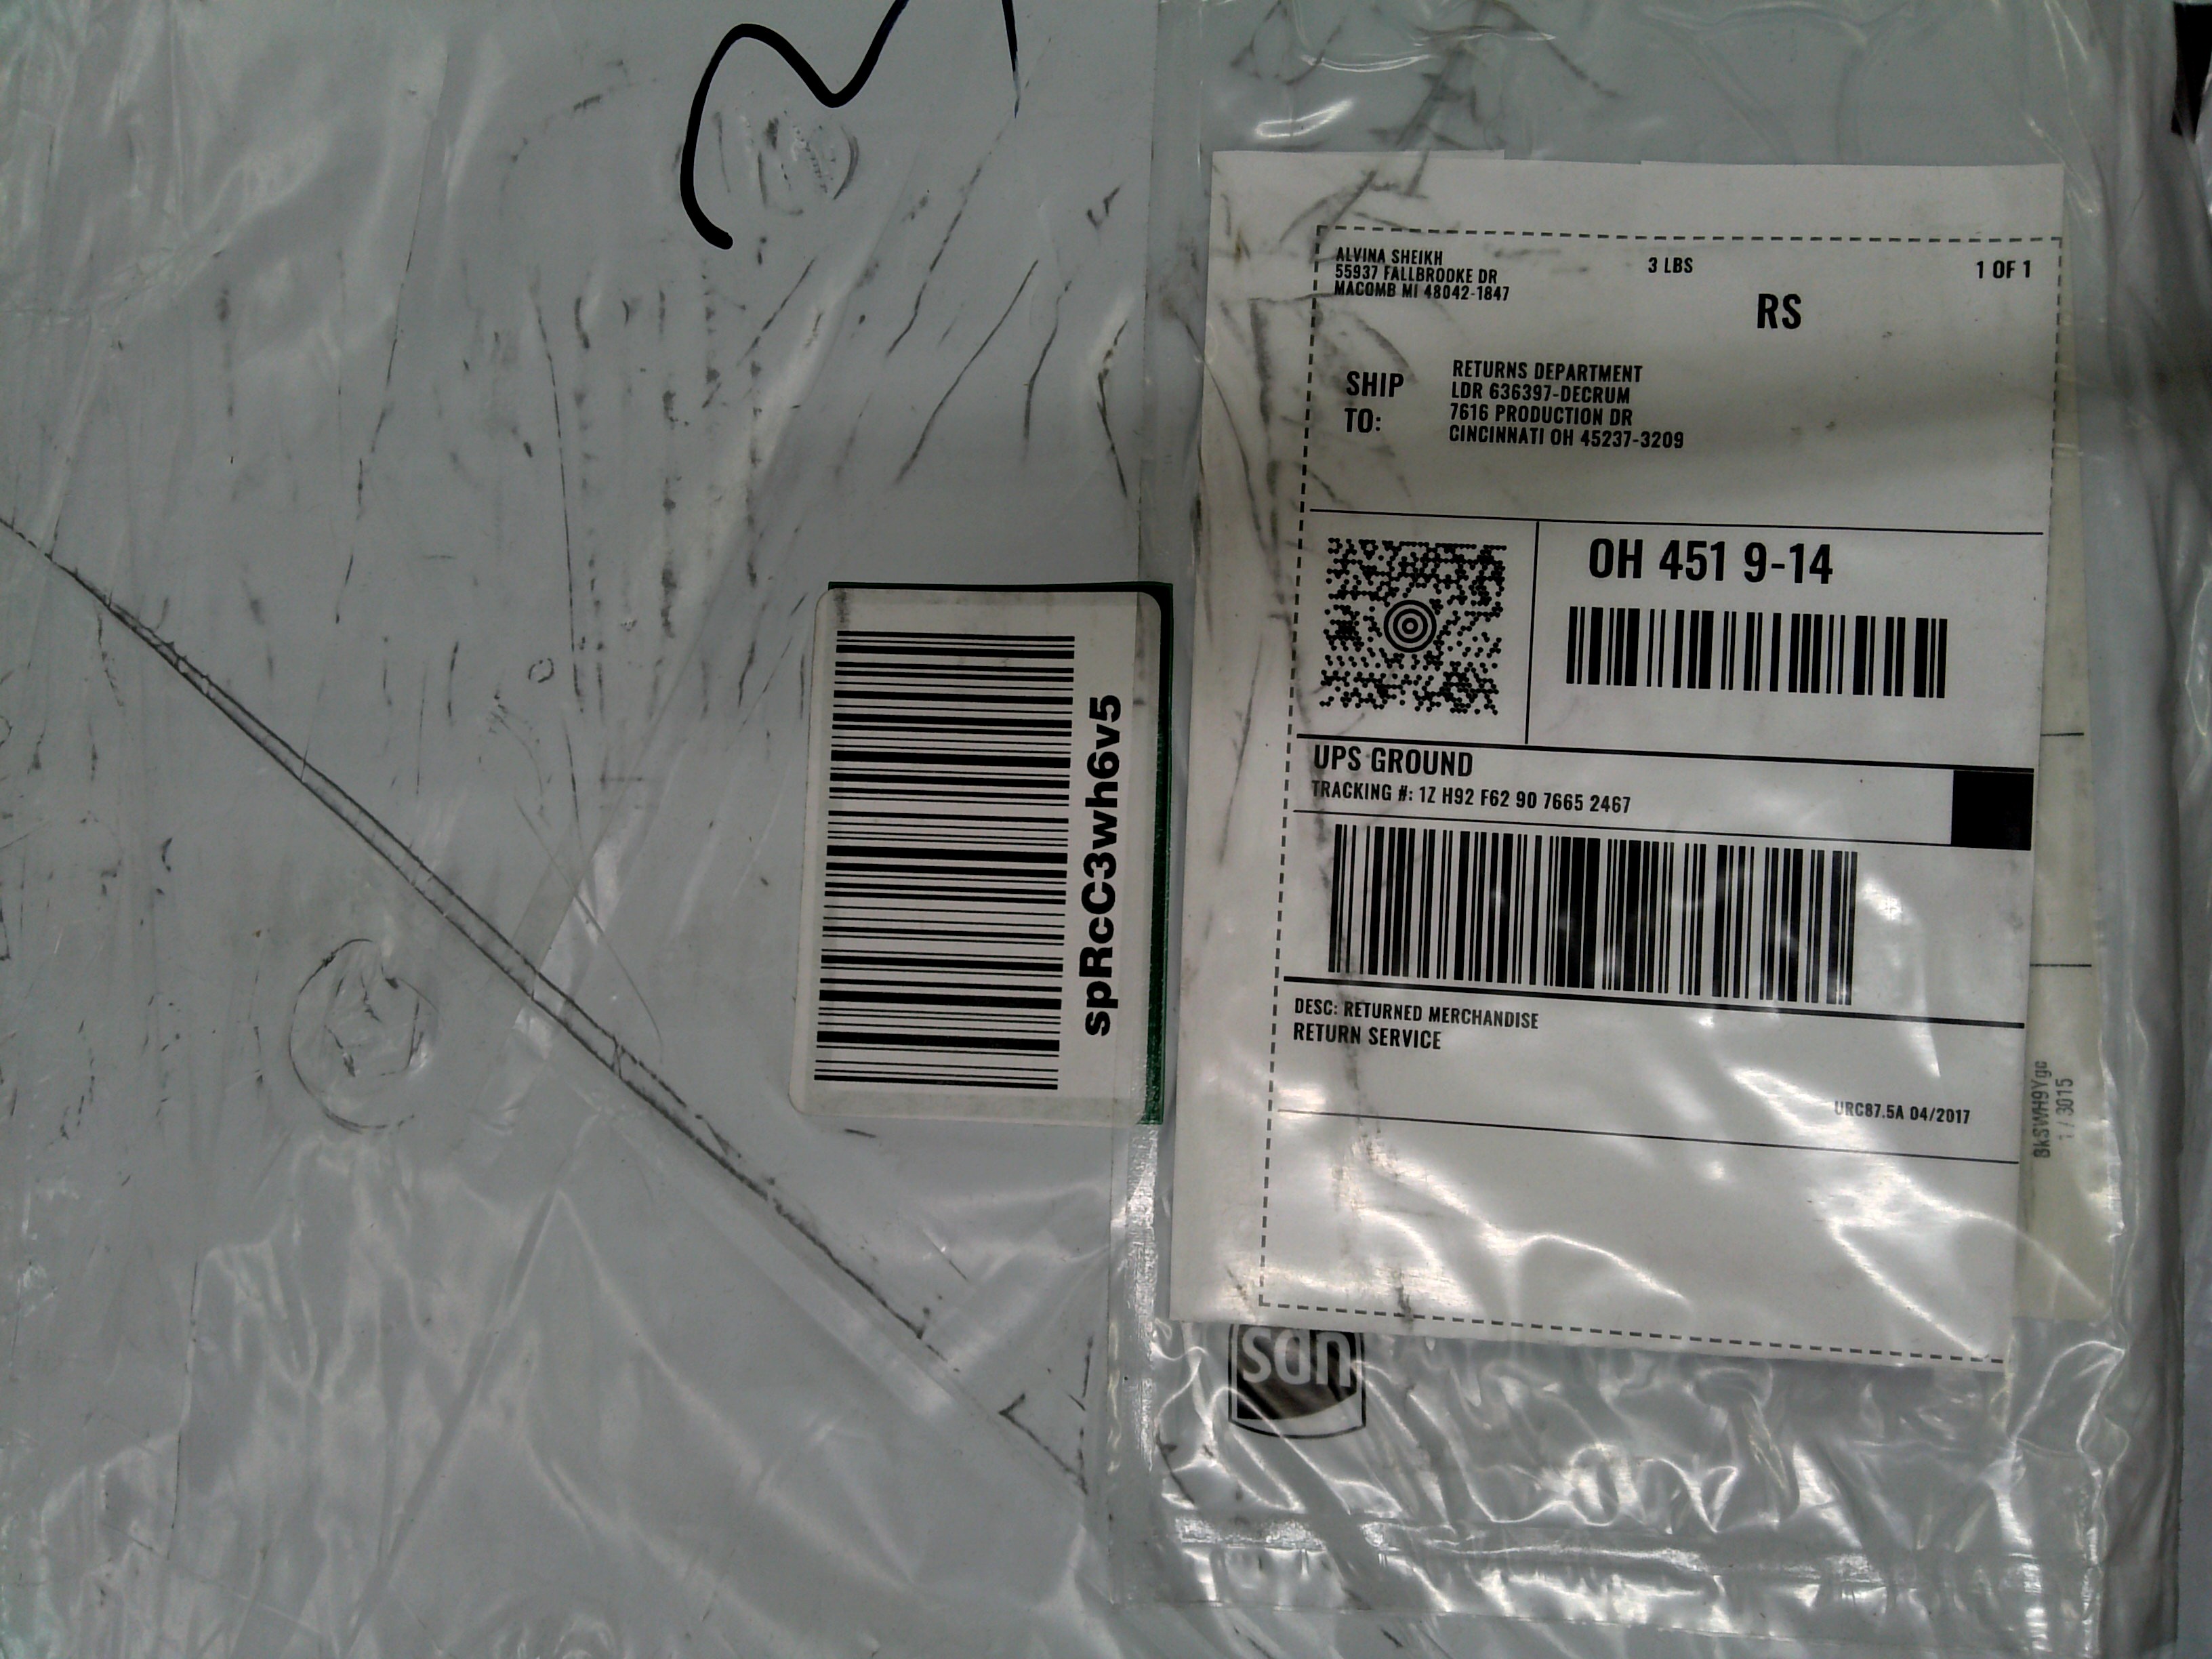 ALVINA SHEIKH
55937 FALLBROOKE DR
MACOMB MI 48042-1847
3 LBS
1 OF 1
RS
SHIP TO:
RETURNS DEPARTMENT
LDR 636397-DECRUM
7616 PRODUCTION DR
CINCINNATI OH 45237-3209
OH 451 9-14
UPS GROUND
TRACKING #: 1Z H92 F62 90 7665 2467
DESC: RETURNED MERCHANDISE
RETURN SERVICE
URC87.5A 04/2017
spRcC3wh6v5
ups